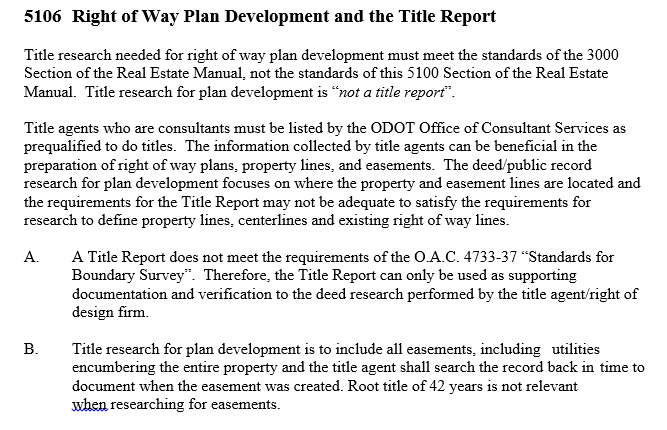 5106 Right of Way Plan Development and the Title Report
Title research needed for right of way plan development must meet the standards of the 3000
Section of the Real Estate Manual, not the standards of this 5100 Section of the Real Estate
Manual. Title research for plan development is “not a title report”.
Title agents who are consultants must be listed by the ODOT Office of Consultant Services as
prequalified to do titles. The information collected by title agents can be beneficial in the
preparation of right of way plans, property lines, and easements. The deed/public record
research for plan development focuses on where the property and easement lines are located and
the requirements for the Title Report may not be adequate to satisfy the requirements for
research to define property lines, centerlines and existing right of way lines.
A. A Title Report does not meet the requirements of the O.A.C. 4733-37 “Standards for
Boundary Survey”. Therefore, the Title Report can only be used as supporting
documentation and verification to the deed research performed by the title agent/right of
design firm.
B. Title research for plan development is to include all easements, including utilities
encumbering the entire property and the title agent shall search the record back in time to
document when the easement was created. Root title of 42 years is not relevant
when researching for easements.